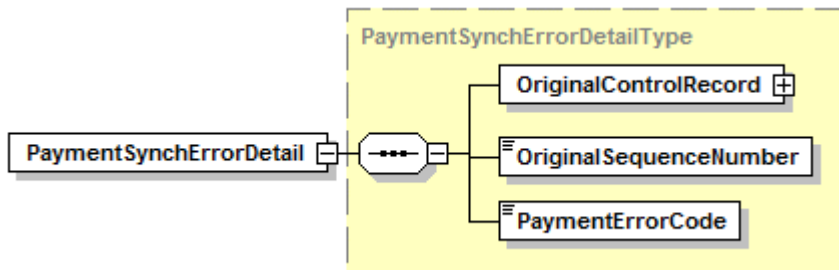 PaymentSynchErrorDetailType
OriginalControlRecord
PaymentSynchErrorDetail
OriginalSequenceNumber
PaymentErrorCode